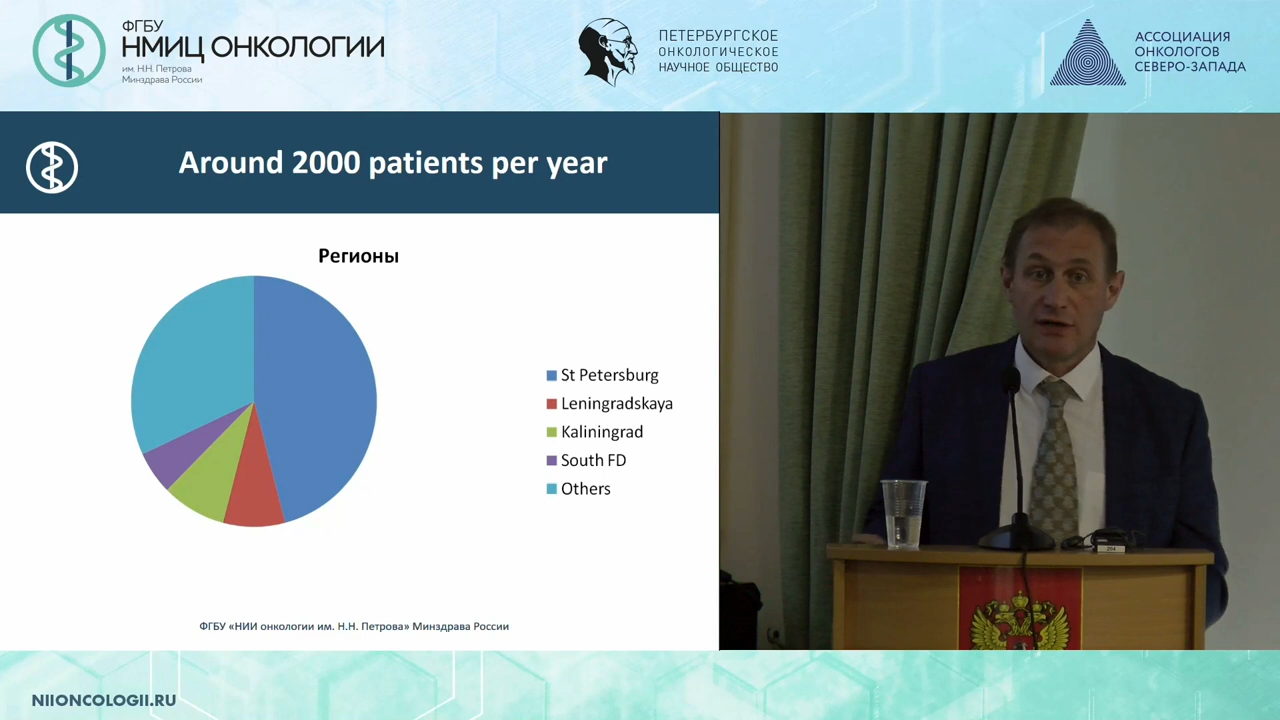 ФГБУ
НМИЦ ОНКОЛОГИИ
им. Н.Н. Петрова
Минздрава России
ПЕТЕРБУРГСКОЕ
ОНКОЛОГИЧЕСКОЕ
НАУЧНОЕ ОБЩЕСТВО
АССОЦИАЦИЯ
ОНКОЛОГОВ
СЕВЕРО-ЗАПАДА
Around 2000 patients per year
Регионы
St Petersburg
Leningradskaya
Kaliningrad
South FD
Others
ФГБУ «НИИ онкологии им. Н.Н. Петрова» Минздрава России
NIIONCOLOGII.RU